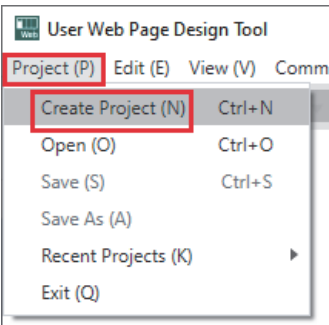 Web User Web Page Design Tool
Project (P) Edit (E) View (V) Comm
Create Project (N) Ctrl+N
Open (O) Ctrl+O
Save (S) Ctrl+S
Save As (A)
Recent Projects (K)
Exit (Q)